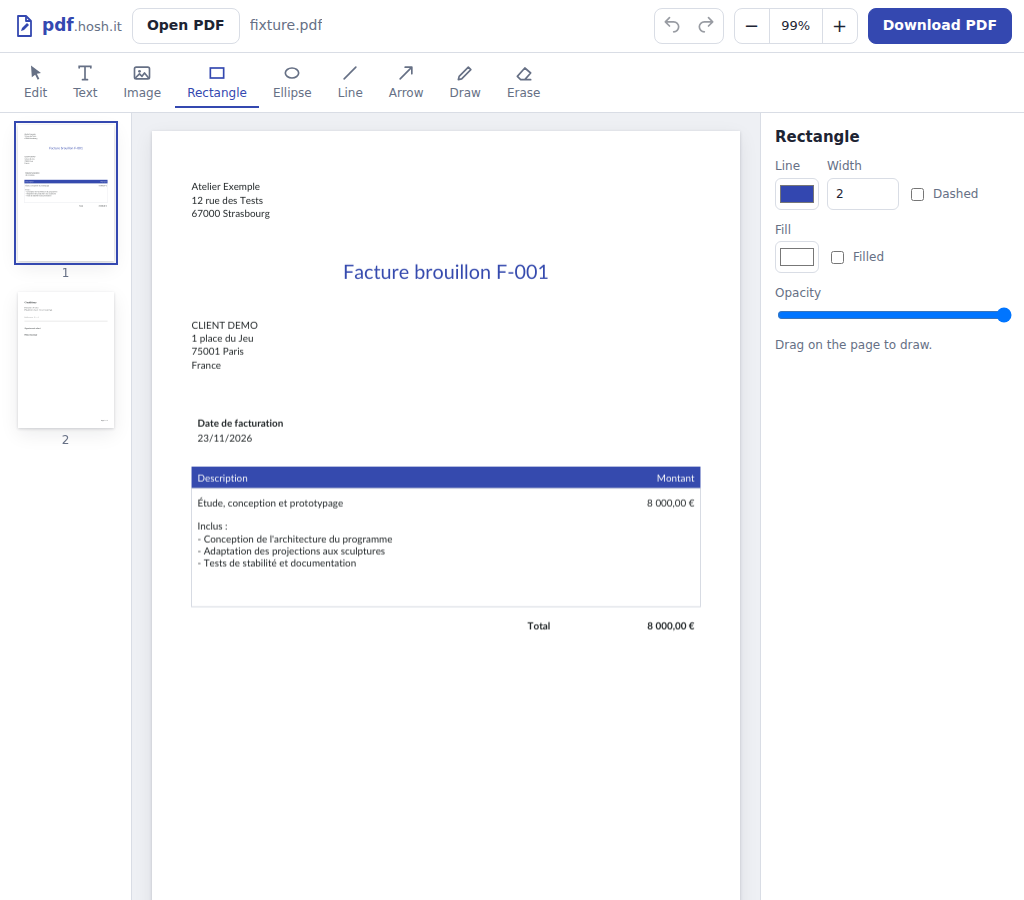 pdf.hosh.it Open PDF fixture.pdf 99% Download PDF
Edit Text Image Rectangle Ellipse Line Arrow Draw Erase
1
2
Atelier Exemple
12 rue des Tests
67000 Strasbourg
Facture brouillon F-001
CLIENT DEMO
1 place du Jeu
75001 Paris
France
Date de facturation
23/11/2026
Description Montant
Étude, conception et prototypage 8 000,00 €
Inclus :
- Conception de l'architecture du programme
- Adaptation des projections aux sculptures
- Tests de stabilité et documentation
Total 8 000,00 €
Rectangle
Line Width
2 Dashed
Fill
Filled
Opacity
Drag on the page to draw.